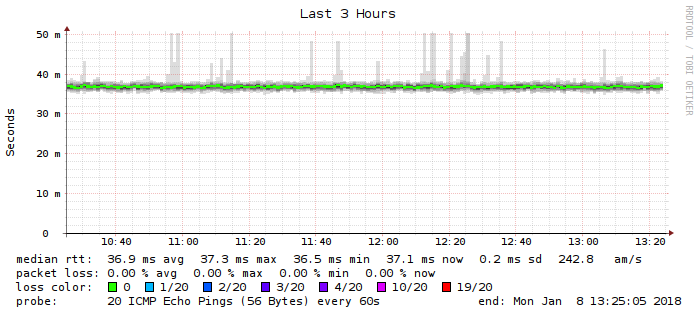 Last 3 Hours
RRDTOOL / TOBI OETIKER
Seconds
50 m
40 m
30 m
20 m
10 m
0
10:40 11:00 11:20 11:40 12:00 12:20 12:40 13:00 13:20
median rtt: 36.9 ms avg 37.3 ms max 36.5 ms min 37.1 ms now 0.2 ms sd 242.8 am/s
packet loss: 0.00 % avg 0.00 % max 0.00 % min 0.00 % now
loss color: 0 1/20 2/20 3/20 4/20 10/20 19/20
probe: 20 ICMP Echo Pings (56 Bytes) every 60s end: Mon Jan 8 13:25:05 2018